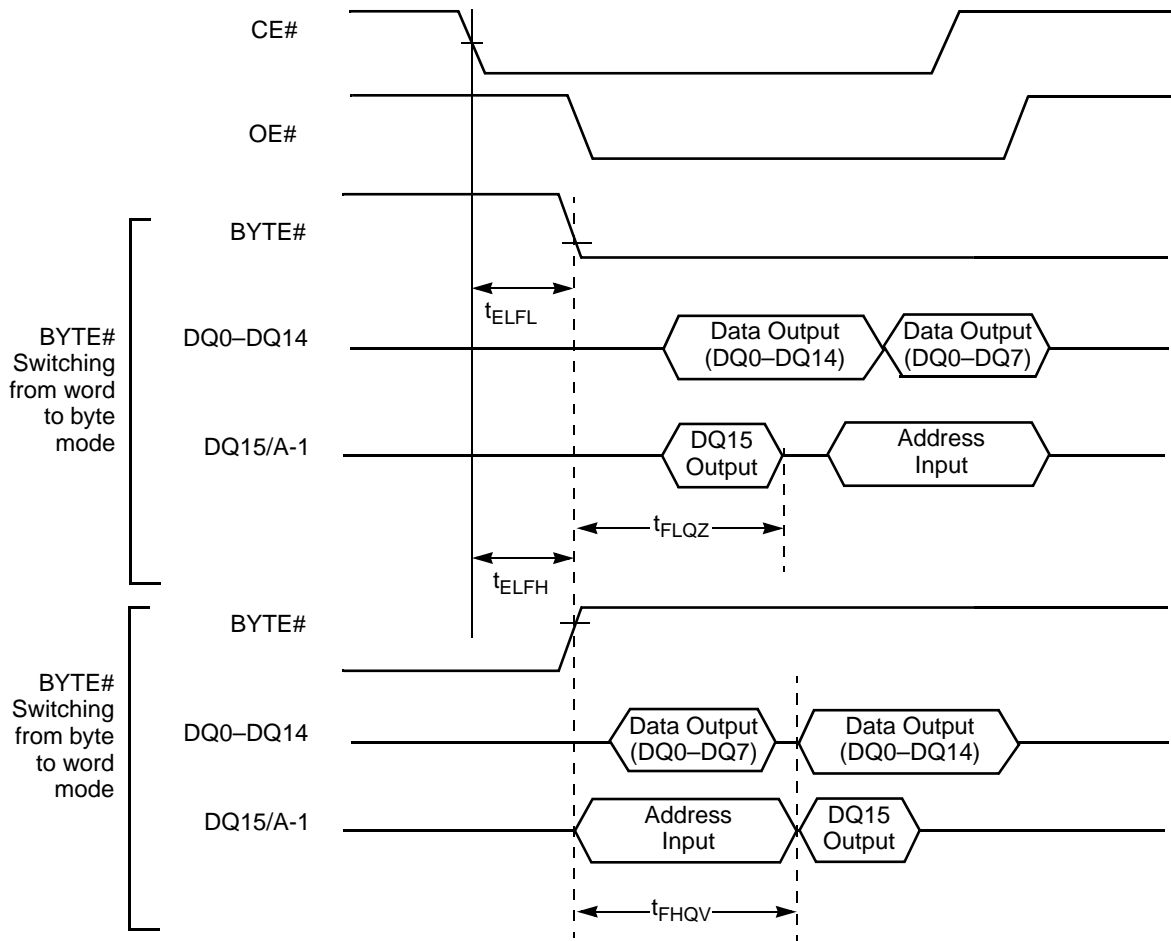 CE#
OE#
BYTE#
tELFL
BYTE#
Switching
from word
to byte
mode
DQ0–DQ14
Data Output
(DQ0–DQ14)
Data Output
(DQ0–DQ7)
DQ15/A-1
DQ15
Output
Address
Input
tFLQZ
tELFH
BYTE#
BYTE#
Switching
from byte
to word
mode
DQ0–DQ14
Data Output
(DQ0–DQ7)
Data Output
(DQ0–DQ14)
DQ15/A-1
Address
Input
DQ15
Output
tFHQV